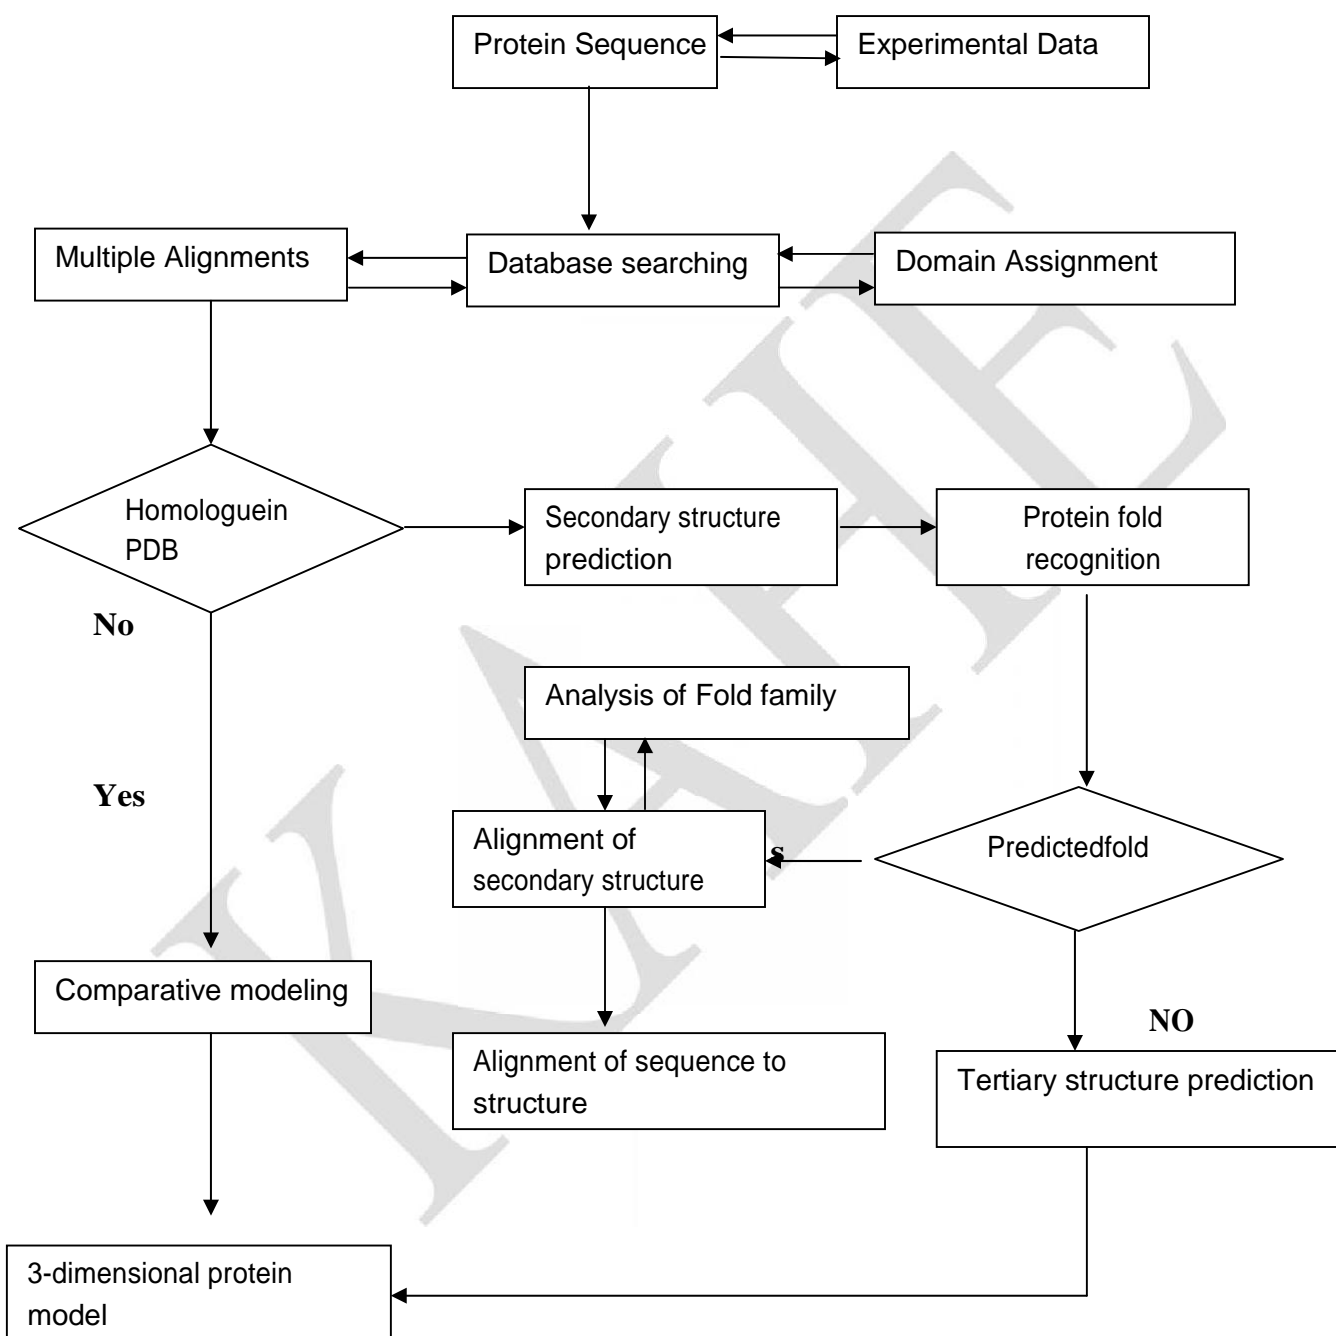 Protein Sequence
Experimental Data
Multiple Alignments
Database searching
Domain Assignment
Homologuein
PDB
Secondary structure
prediction
Protein fold
recognition
No
Analysis of Fold family
Yes
Alignment of
secondary structure
s
Predictedfold
Comparative modeling
NO
Alignment of sequence to
structure
Tertiary structure prediction
3-dimensional protein
model
KAHE